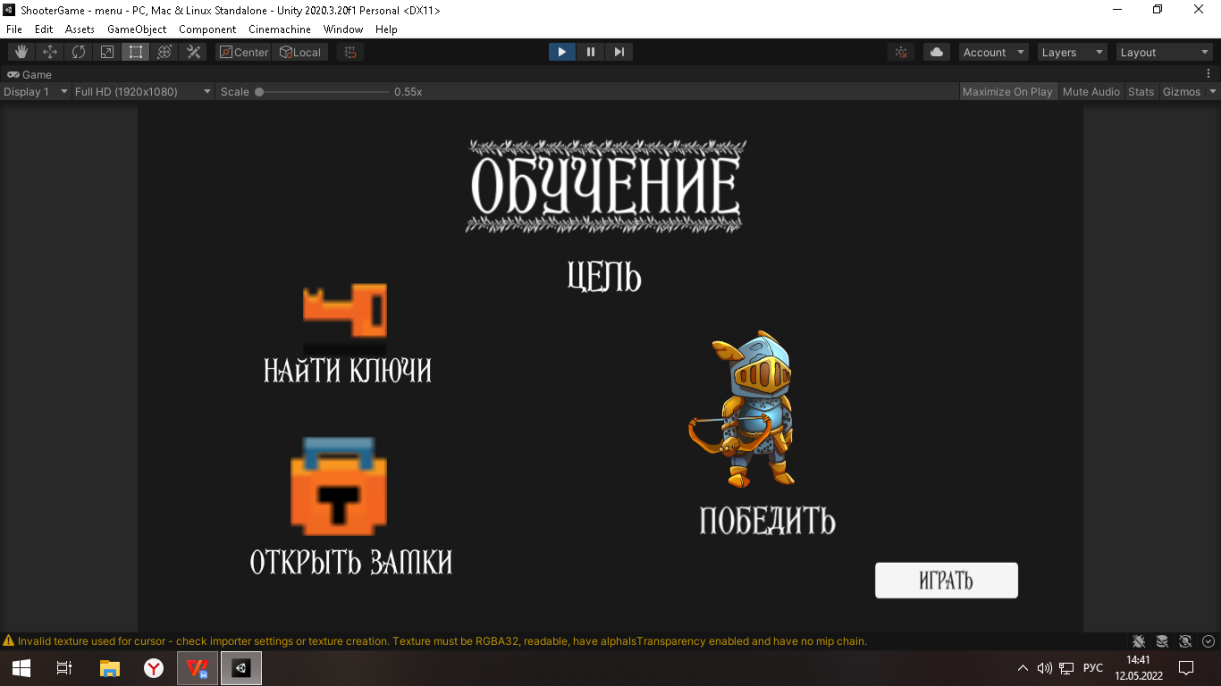 ShooterGame - menu - PC, Mac & Linux Standalone - Unity 2020.3.20f1 Personal <DX11>
File Edit Assets GameObject Component Cinemachine Window Help
Center Local Account Layers Layout
Game
Display 1 Full HD (1920x1080) Scale 0.55x Maximize On Play Mute Audio Stats Gizmos
ОБУЧЕНИЕ
ЦЕЛЬ
НАйТИ КЛЮЧИ
ОТКРЫТЬ ЗАМКИ
ПОБЕДИТЬ
ИГРАТЬ
Invalid texture used for cursor - check importer settings or texture creation. Texture must be RGBA32, readable, have alphaIsTransparency enabled and have no mip chain.
РУС
14:41
12.05.2022